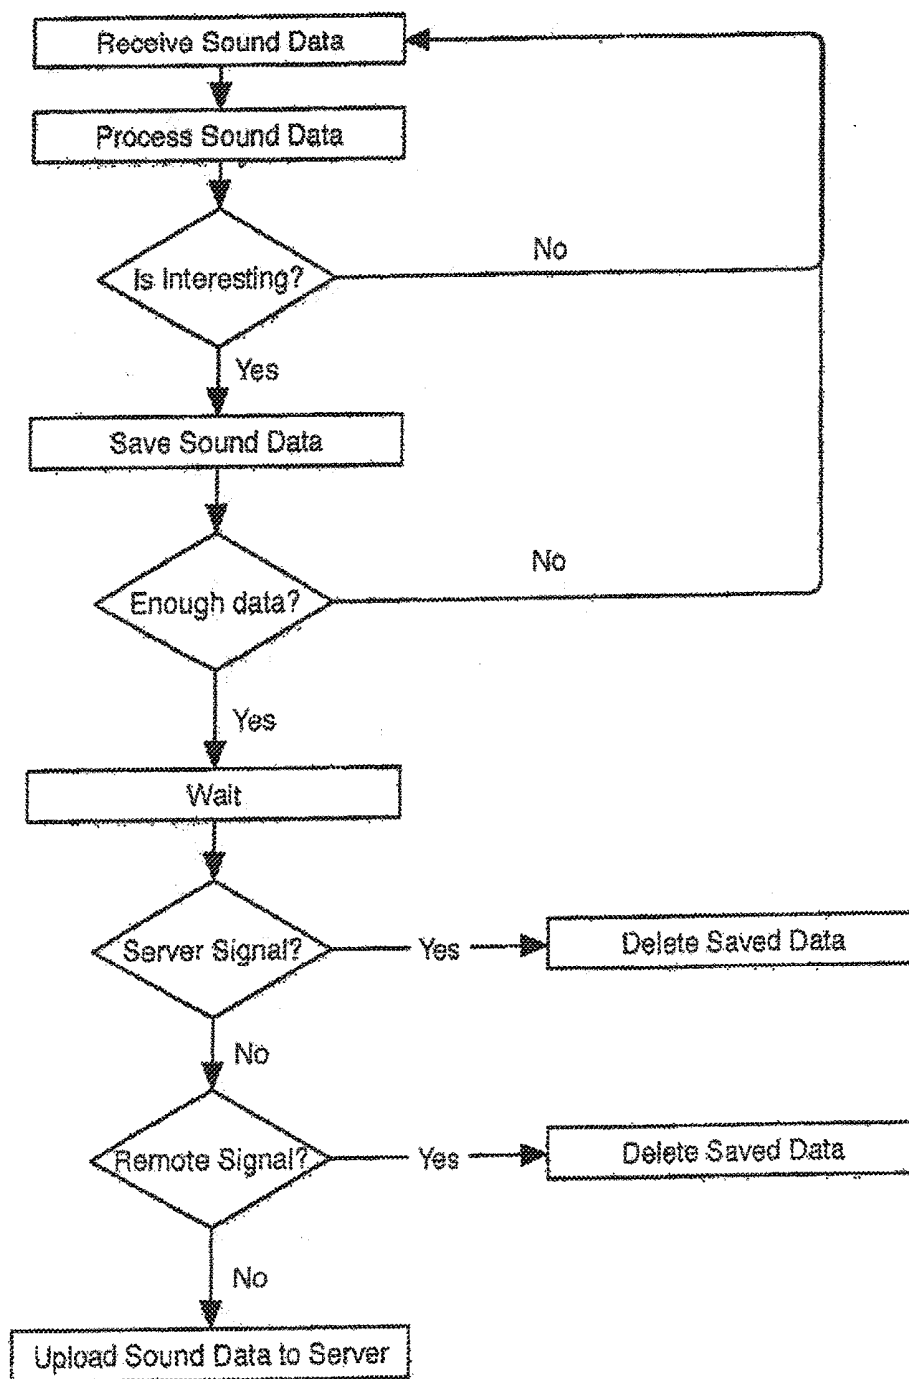 Receive Sound Data
Process Sound Data
Is Interesting?
No
Yes
Save Sound Data
Enough data?
No
Yes
Wait
Server Signal?
Yes
Delete Saved Data
No
Remote Signal?
Yes
Delete Saved Data
No
Upload Sound Data to Server